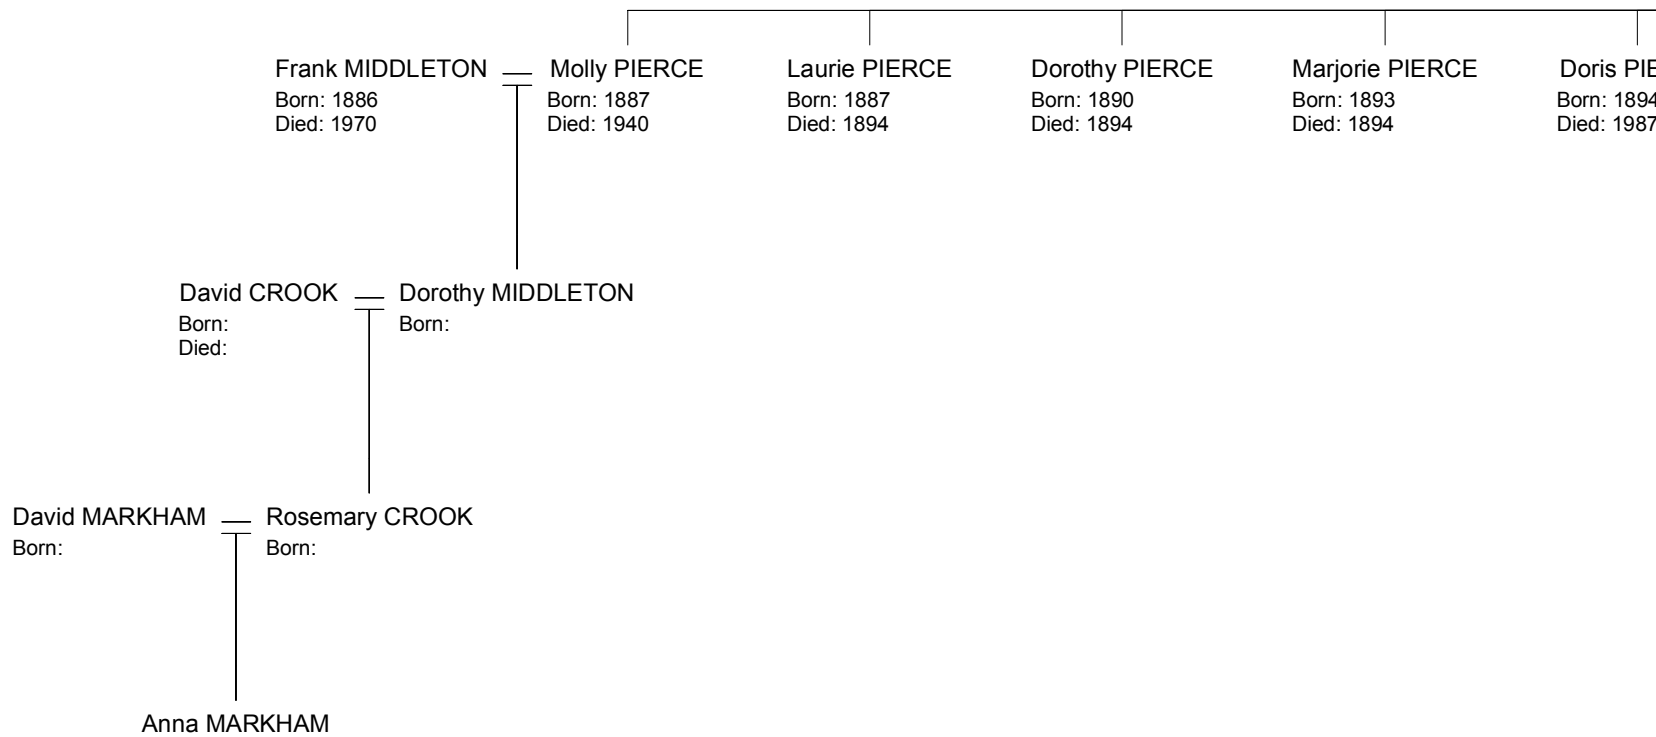 Frank MIDDLETON Molly PIERCE Laurie PIERCE Dorothy PIERCE Marjorie PIERCE Doris PIE
Born: 1886 Born: 1887 Born: 1887 Born: 1890 Born: 1893 Born: 1894
Died: 1970 Died: 1940 Died: 1894 Died: 1894 Died: 1894 Died: 1987
David CROOK Dorothy MIDDLETON
Born: Born:
Died:
David MARKHAM Rosemary CROOK
Born: Born:
Anna MARKHAM